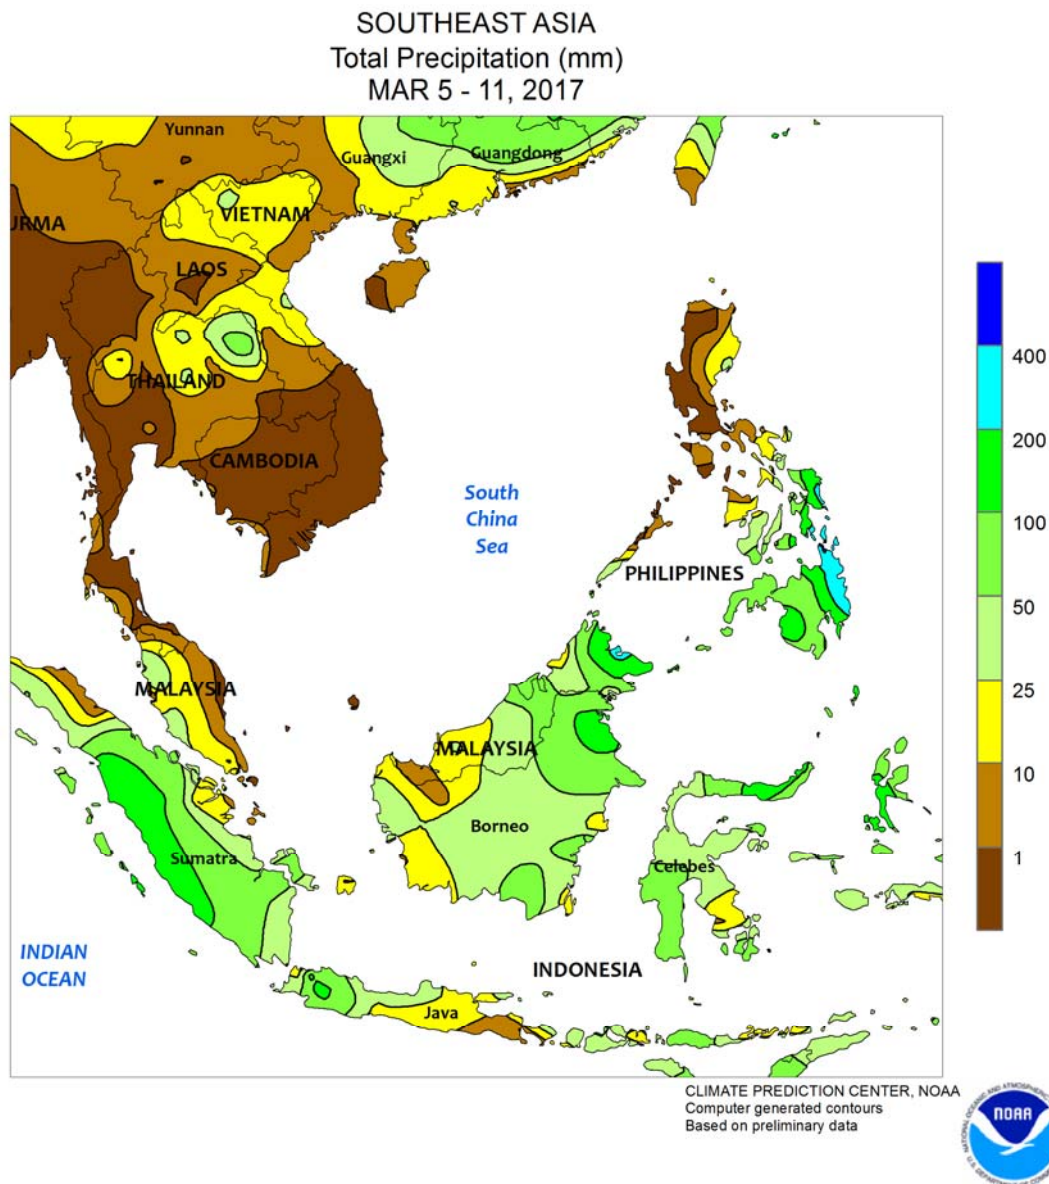 SOUTHEAST ASIA
Total Precipitation (mm)
MAR 5 - 11, 2017
Yunnan
Guangxi
Guangdong
URMA
VIETNAM
LAOS
THAILAND
CAMBODIA
South
China
Sea
PHILIPPINES
MALAYSIA
MALAYSIA
Borneo
Sumatra
Celebes
INDIAN
OCEAN
INDONESIA
Java
400
200
100
50
25
10
1
CLIMATE PREDICTION CENTER, NOAA
Computer generated contours
Based on preliminary data
NOAA